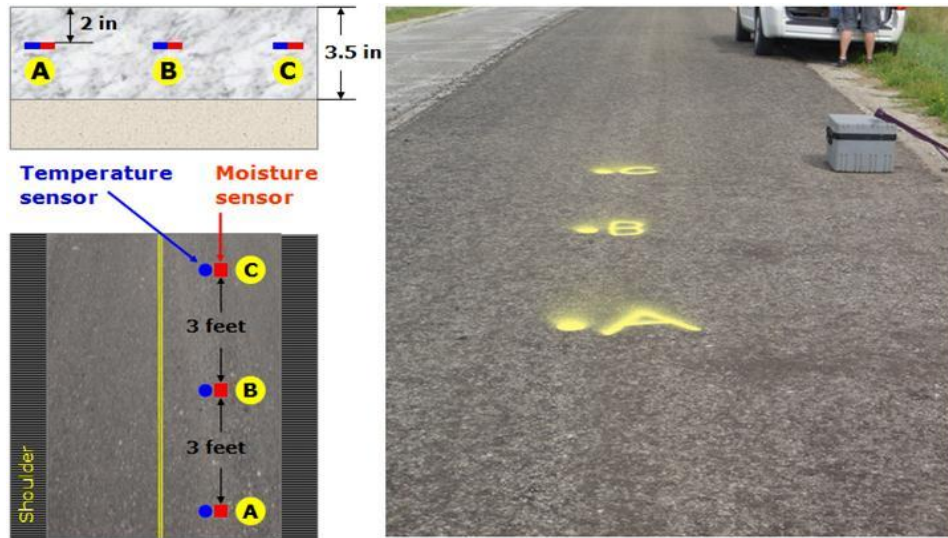 2 in
3.5 in
A
B
C
Temperature
sensor
Moisture
sensor
C
3 feet
B
3 feet
A
Shoulder
C
B
A